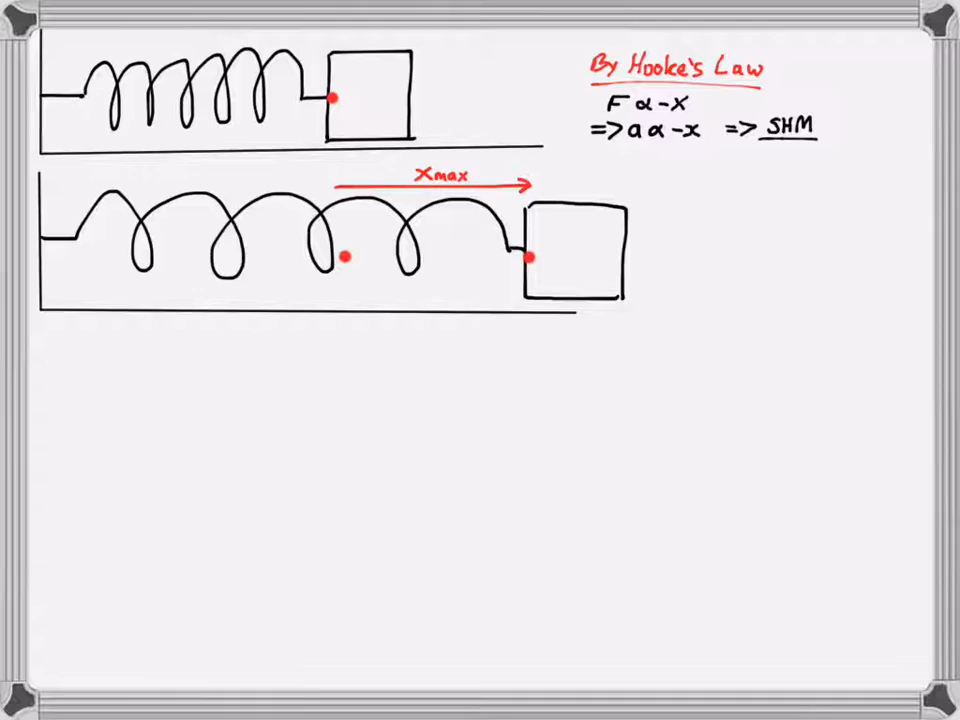 By Hooke's Law
F α -x
=> a α -x => SHM
Xmax